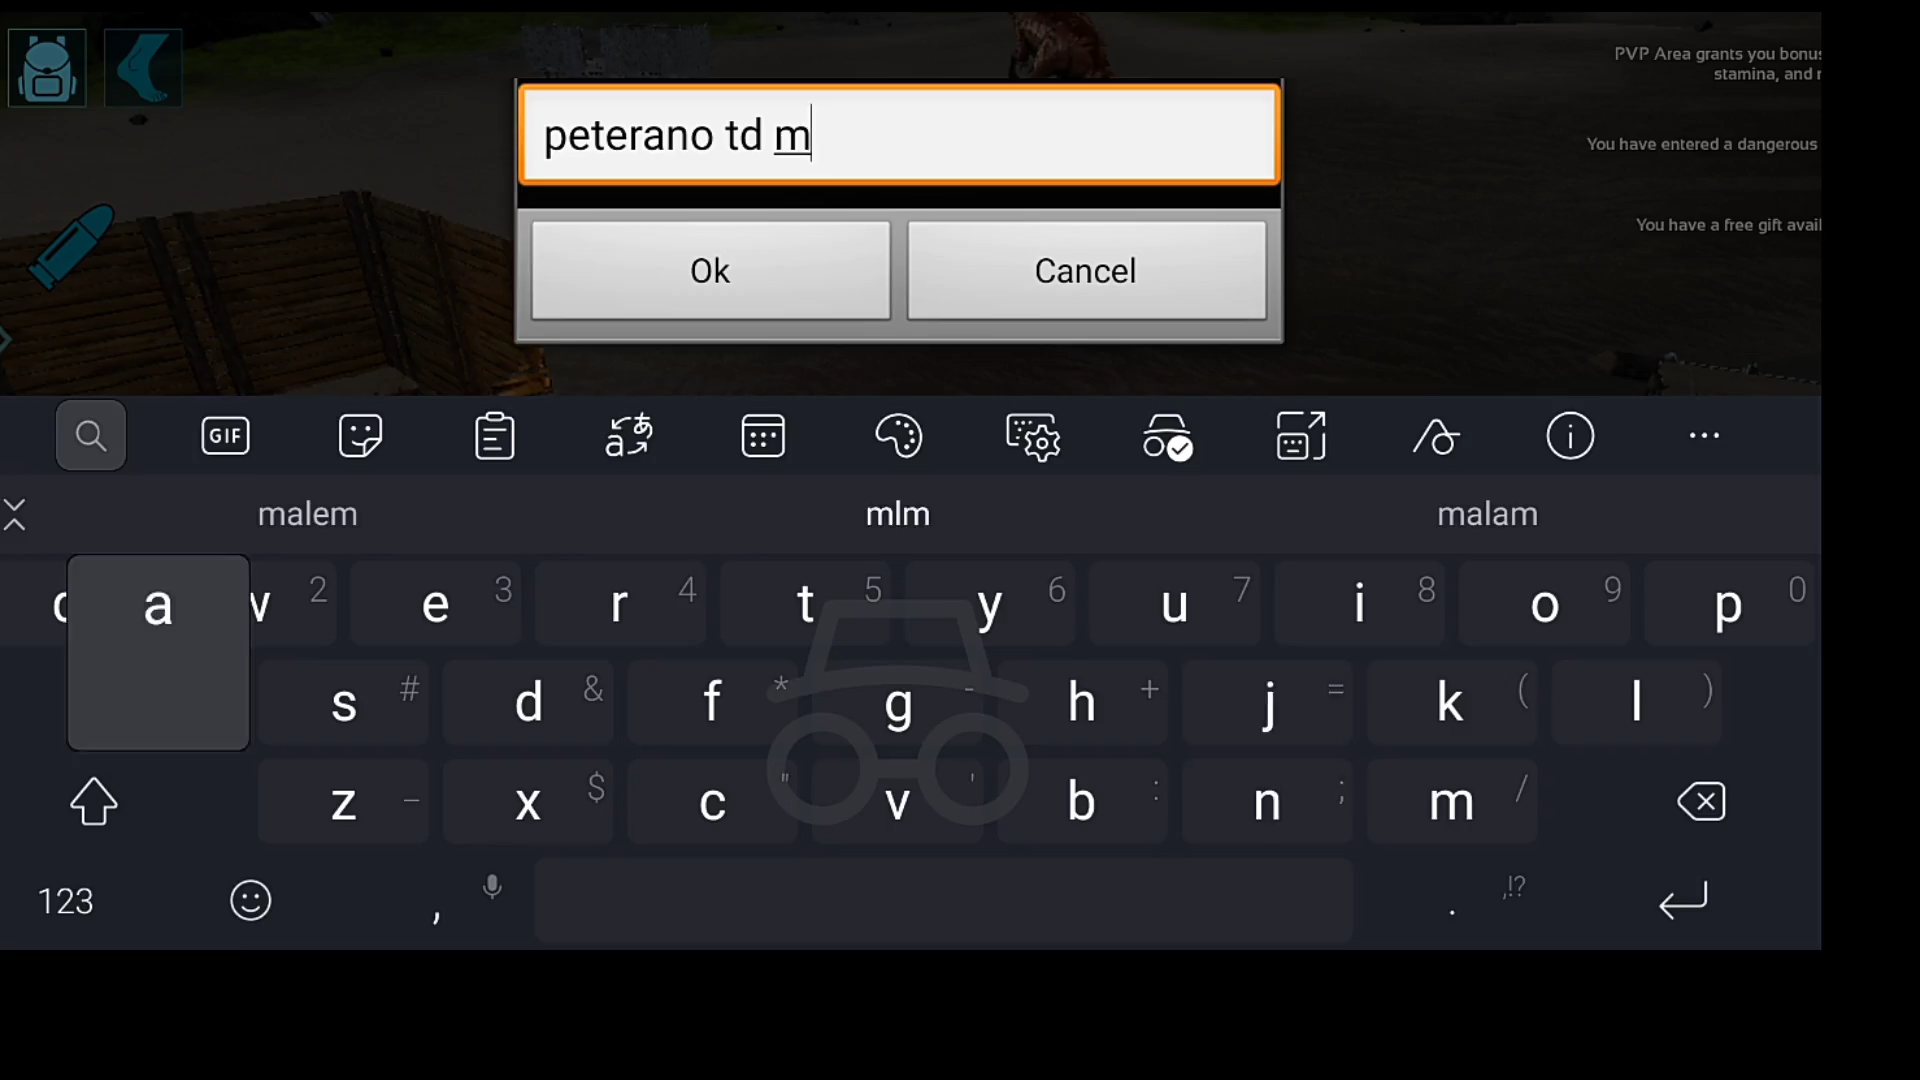 PVP Area grants you bonus
stamina, and r
peterano td m
You have entered a dangerous
You have a free gift avail
Ok
Cancel
GIF
malem
mlm
malam
a
w 2 e 3 r 4 t 5 y 6 u 7 i 8 o 9 p 0
s # d & f * g - h + j = k ( l )
z _ x $ c " v ' b : n ; m /
123
, . ,!?